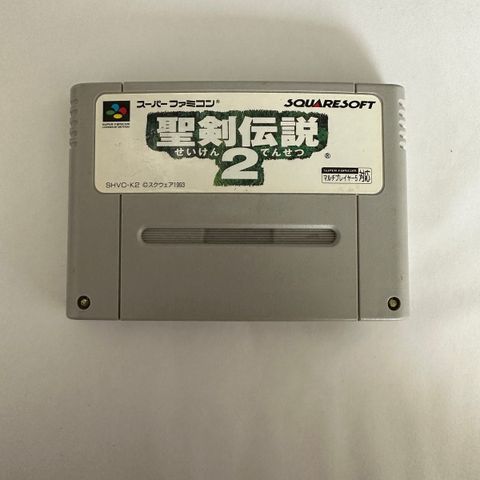 スーパーファミコン®
SQUARESOFT
聖剣伝説
せいけん でんせつ
2 ®
SHVC-K2 ©スクウェア1993
SUPER FAMICOM
マルチプレイヤー5 対応